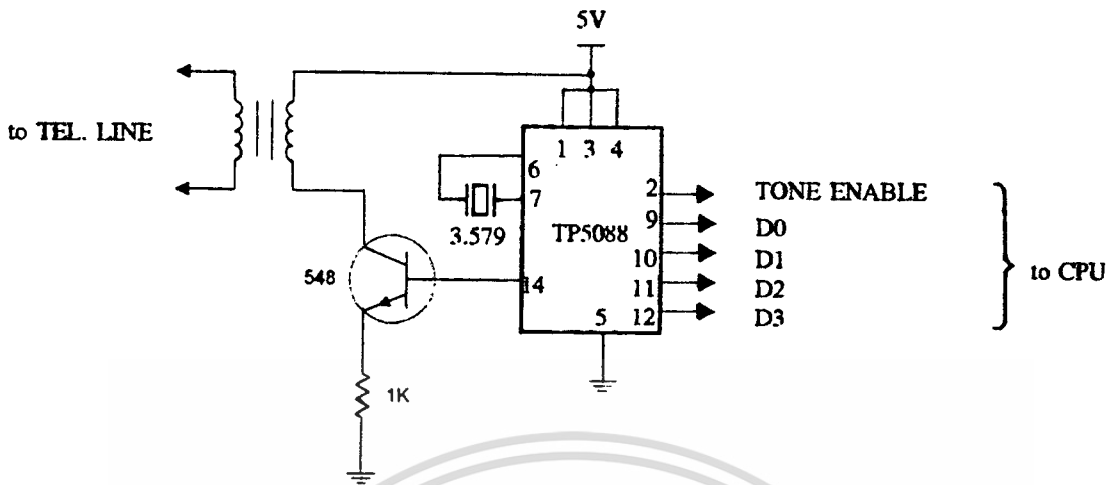 5V
to TEL. LINE
1 3 4
6
7
3.579
TP5088
2
9
10
11
12
14
5
TONE ENABLE
D0
D1
D2
D3
to CPU
548
1K